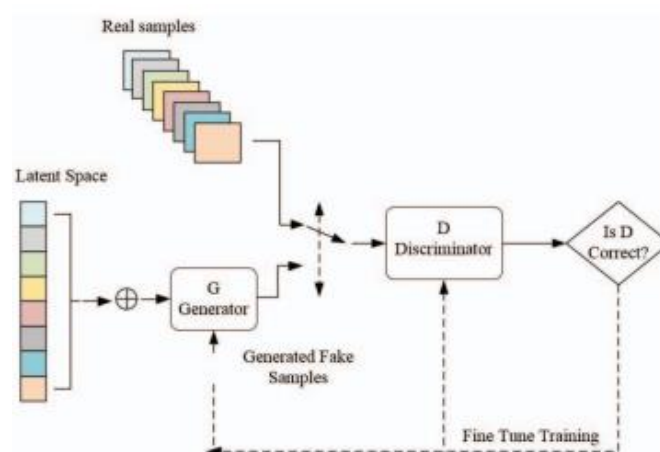 Real samples
Latent Space
G
Generator
D
Discriminator
Is D
Correct?
Generated Fake
Samples
Fine Tune Training